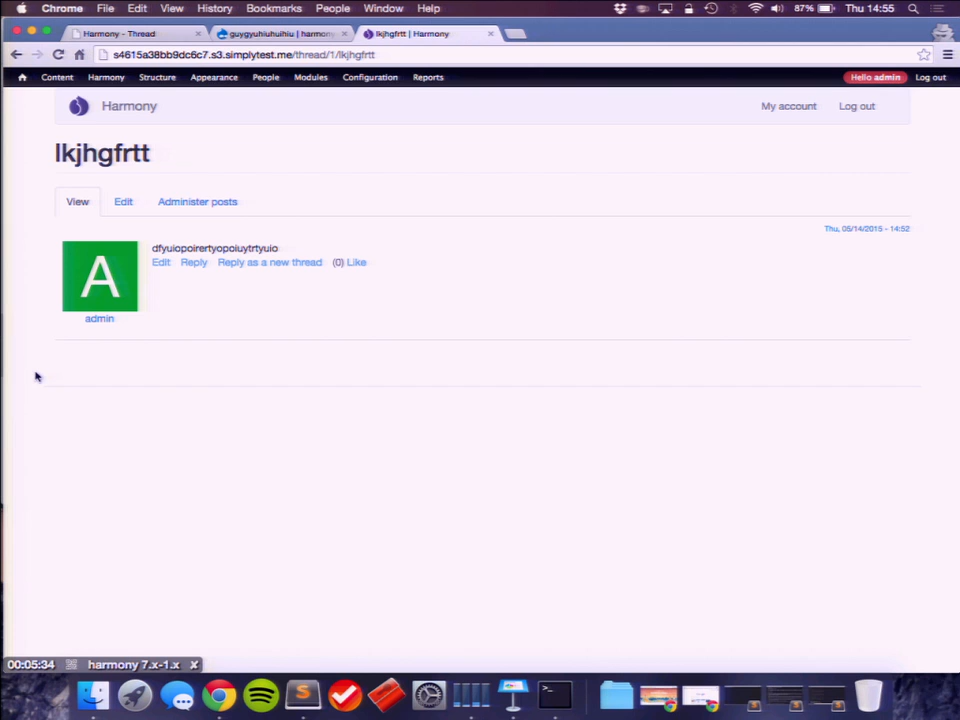 Chrome File Edit View History Bookmarks People Window Help 87% Thu 14:55
Harmony - Thread guygyuhiuhuihiu | harmony lkjhgfrtt | Harmony
s4615a38bb9dc6c7.s3.simplytest.me/thread/1/lkjhgfrtt
Content Harmony Structure Appearance People Modules Configuration Reports Hello admin Log out
Harmony My account Log out
lkjhgfrtt
View Edit Administer posts
Thu, 05/14/2015 - 14:52
A
dfyuiopoirertyopoiuytrtyuio
Edit Reply Reply as a new thread (0) Like
admin
00:05:34 harmony 7.x-1.x